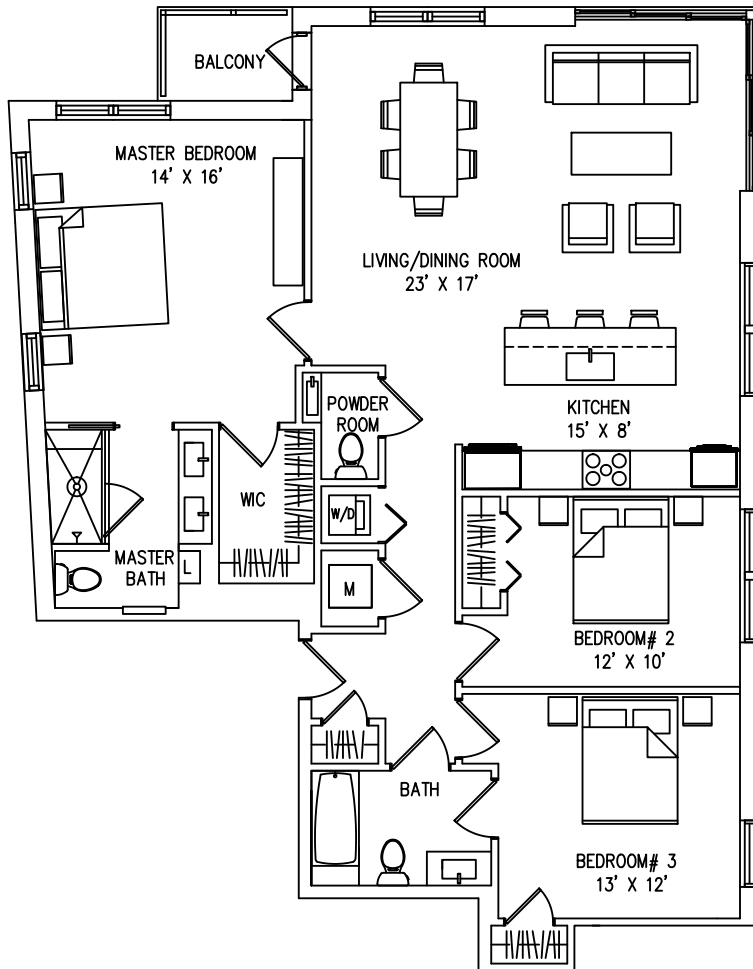 BALCONY
MASTER BEDROOM
14' X 16'
LIVING/DINING ROOM
23' X 17'
POWDER
ROOM
KITCHEN
15' X 8'
WIC
W/D
MASTER
BATH
L
M
BEDROOM# 2
12' X 10'
BATH
BEDROOM# 3
13' X 12'